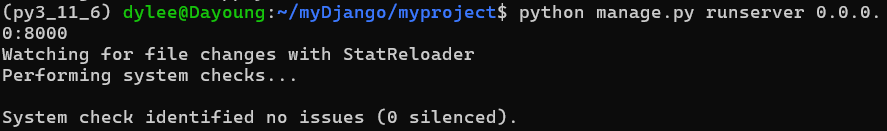 (py3_11_6) dylee@Dayoung:~/myDjango/myproject$ python manage.py runserver 0.0.0.
0:8000
Watching for file changes with StatReloader
Performing system checks...
System check identified no issues (0 silenced).